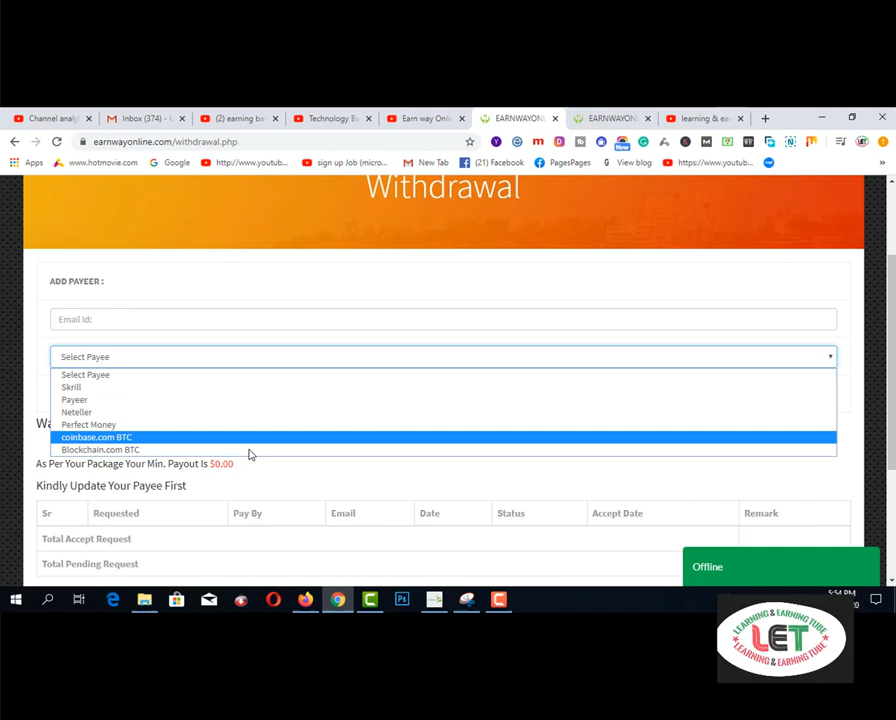 Channel analy
Inbox (374) - k
(2) earning ba
Technology Ba
Earn way Onli
EARNWAYONL
EARNWAYONL
learning & ea
earnwayonline.com/withdrawal.php
Apps
www.hotmovie.com
Google
http://www.youtub...
sign up Job (micro...
New Tab
(21) Facebook
PagesPages
View blog
https://www.youtub...
New
Withdrawal
ADD PAYEER :
Email Id:
Select Payee
Select Payee
Skrill
Payeer
Neteller
Perfect Money
coinbase.com BTC
Blockchain.com BTC
As Per Your Package Your Min. Payout Is $0.00
Kindly Update Your Payee First
Sr Requested Pay By Email Date Status Accept Date Remark
Total Accept Request
Total Pending Request
Offline
LEARNING & EARNING TUBE
LET
LEARNING & EARNING TUBE